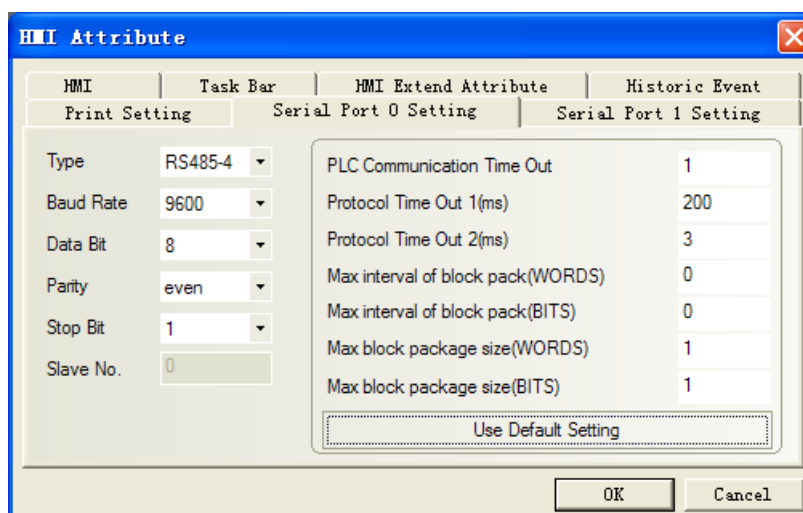 HMI Attribute
HMI Task Bar HMI Extend Attribute Historic Event
Print Setting Serial Port 0 Setting Serial Port 1 Setting
Type RS485-4
Baud Rate 9600
Data Bit 8
Parity even
Stop Bit 1
Slave No. 0
PLC Communication Time Out 1
Protocol Time Out 1(ms) 200
Protocol Time Out 2(ms) 3
Max interval of block pack(WORDS) 0
Max interval of block pack(BITS) 0
Max block package size(WORDS) 1
Max block package size(BITS) 1
Use Default Setting
OK Cancel